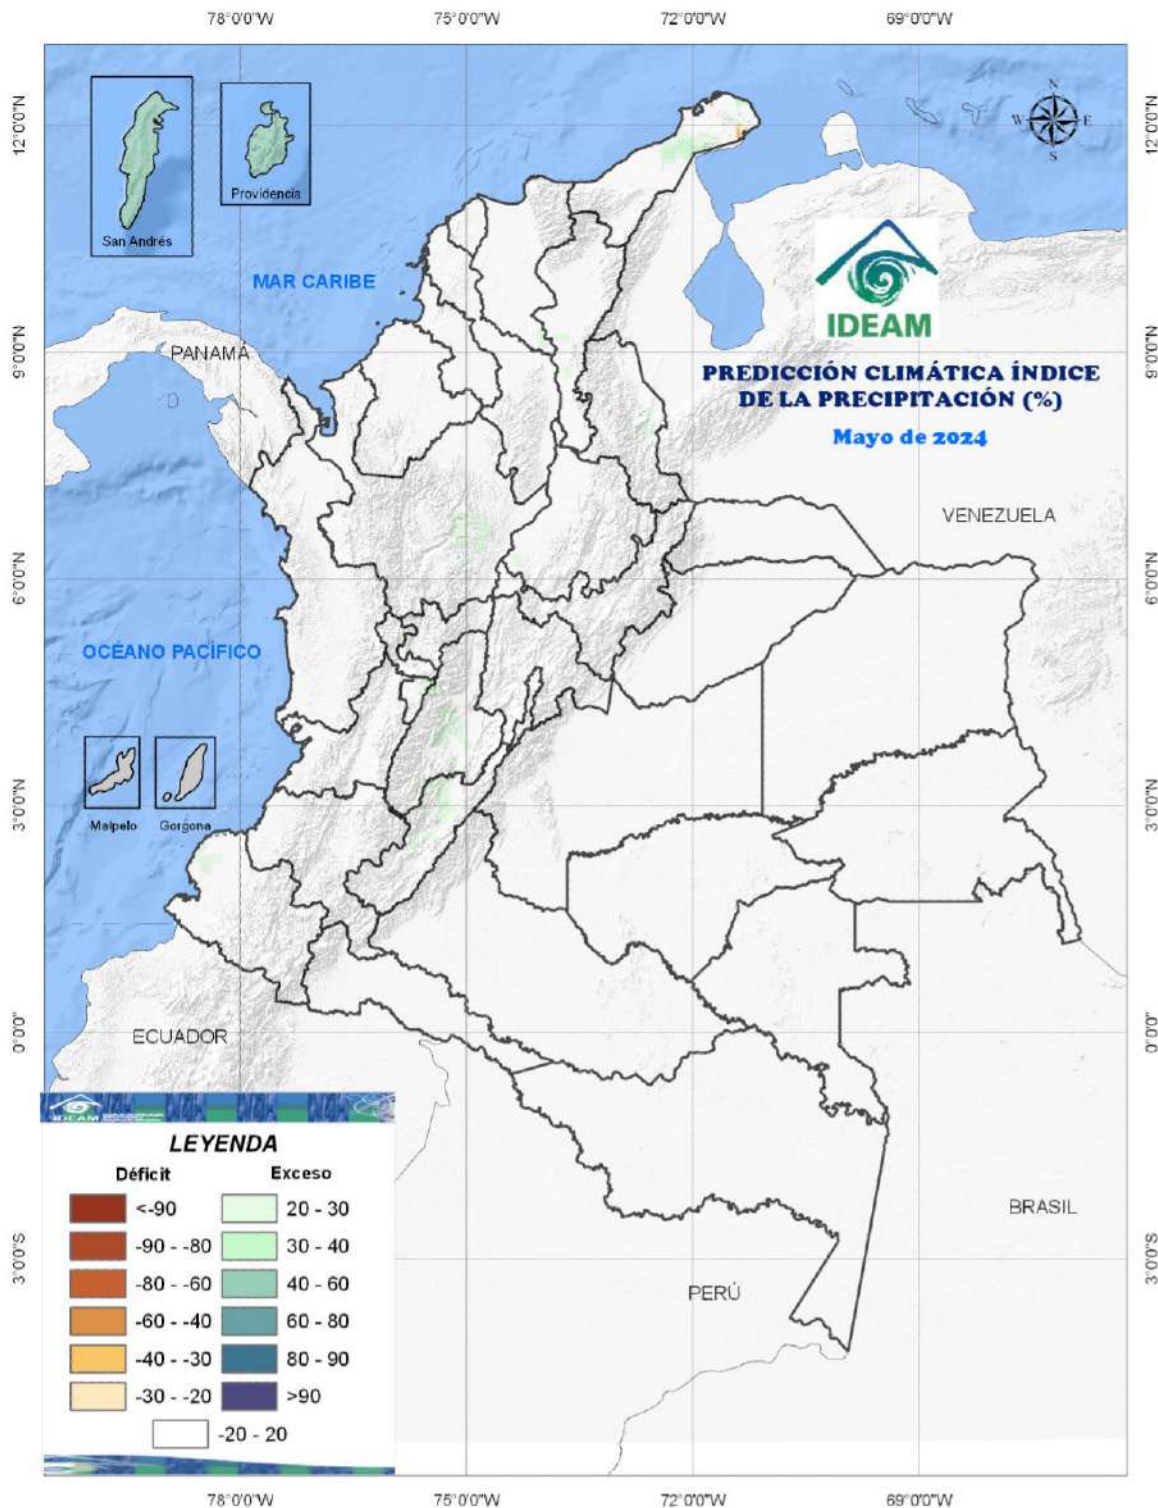 78°0'0"W 75°0'0"W 72°0'0"W 69°0'0"W
12°0'0"N
12°0'0"N
N
W E
S
San Andrés
Providencia
MAR CARIBE
IDEAM
9°0'0"N
9°0'0"N
PANAMÁ
PREDICCIÓN CLIMÁTICA ÍNDICE
DE LA PRECIPITACIÓN (%)
Mayo de 2024
VENEZUELA
6°0'0"N
6°0'0"N
OCÉANO PACÍFICO
3°0'0"N
3°0'0"N
Malpelo
Gorgona
0°0'0"
0°0'0"
ECUADOR
IDEAM
LEYENDA
Déficit Exceso
<-90 20 - 30
-90 - -80 30 - 40
-80 - -60 40 - 60
-60 - -40 60 - 80
-40 - -30 80 - 90
-30 - -20 >90
-20 - 20
BRASIL
3°0'0"S
3°0'0"S
PERÚ
78°0'0"W 75°0'0"W 72°0'0"W 69°0'0"W